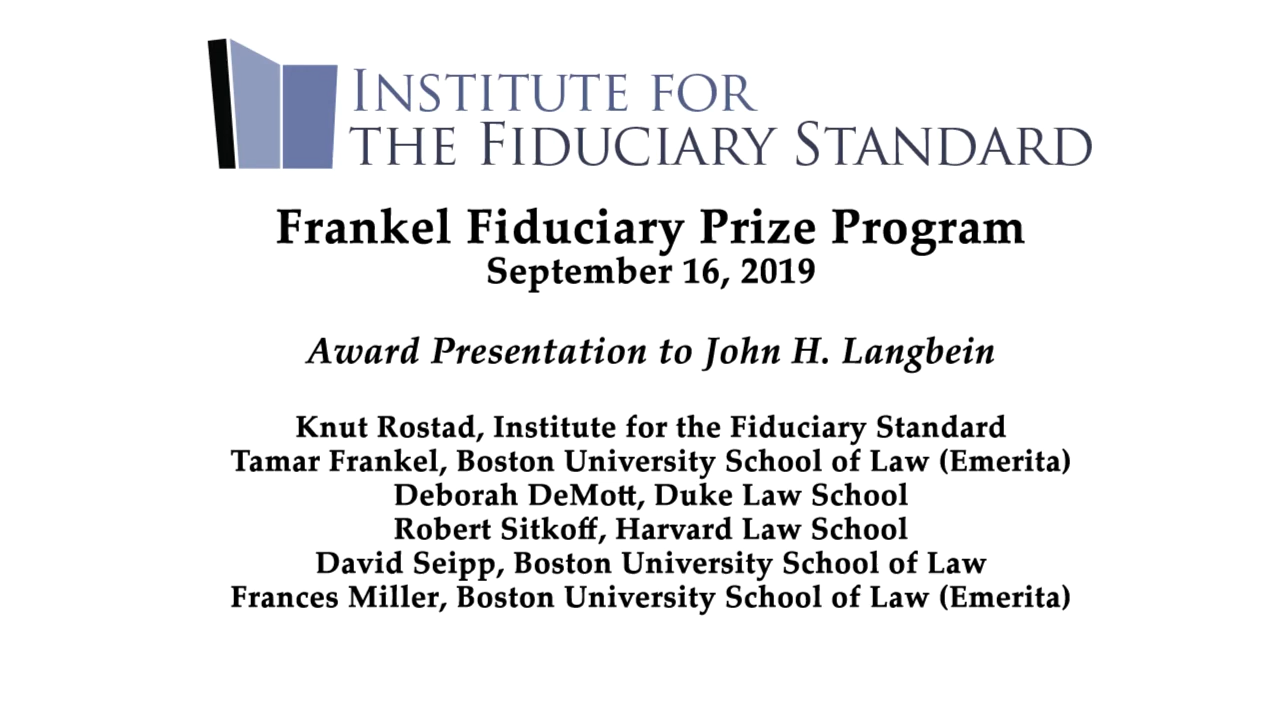 Institute for
the Fiduciary Standard
Frankel Fiduciary Prize Program
September 16, 2019
Award Presentation to John H. Langbein
Knut Rostad, Institute for the Fiduciary Standard
Tamar Frankel, Boston University School of Law (Emerita)
Deborah DeMott, Duke Law School
Robert Sitkoff, Harvard Law School
David Seipp, Boston University School of Law
Frances Miller, Boston University School of Law (Emerita)